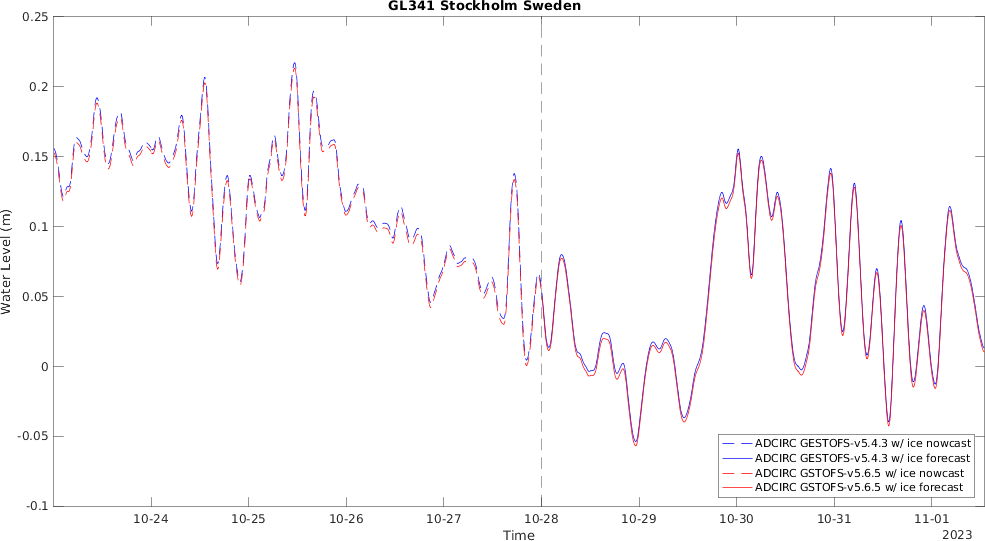 GL341 Stockholm Sweden
0.25
0.2
0.15
0.1
0.05
0
-0.05
-0.1
Water Level (m)
ADCIRC GESTOFS-v5.4.3 w/ ice nowcast
ADCIRC GESTOFS-v5.4.3 w/ ice forecast
ADCIRC GSTOFS-v5.6.5 w/ ice nowcast
ADCIRC GSTOFS-v5.6.5 w/ ice forecast
10-24 10-25 10-26 10-27 10-28 10-29 10-30 10-31 11-01
Time
2023